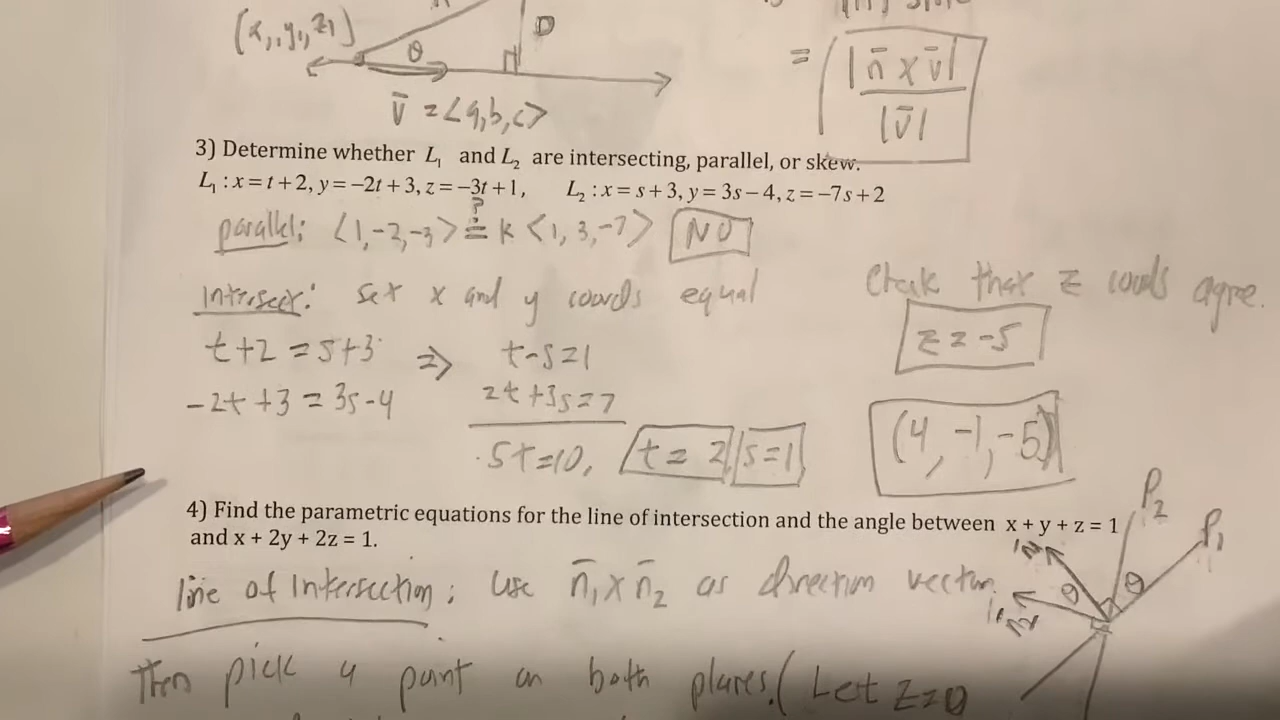 (x₁, y₁, z₁)
θ
D
v̄ = <a,b,c>
= |n̄ x v̄| / |v̄|
3) Determine whether L₁ and L₂ are intersecting, parallel, or skew.
L₁ : x = t + 2, y = −2t + 3, z = −3t + 1, L₂ : x = s + 3, y = 3s − 4, z = −7s + 2
parallel: <1,-2,-3> ?= k <1, 3, -7> NO
Intersect: set x and y coords equal
Check that z coords agree.
t+2 = s+3 => t-s=1
z = -5
-2t+3 = 3s-4
2t+3s=7
5t=10, t=2 s=1
(4, -1, -5)
4) Find the parametric equations for the line of intersection and the angle between x + y + z = 1
and x + 2y + 2z = 1.
P₂
P₁
θ
θ
line of Intersection: Use n̄₁ x n̄₂ as direction vector.
Then pick a point on both planes. (Let z=0